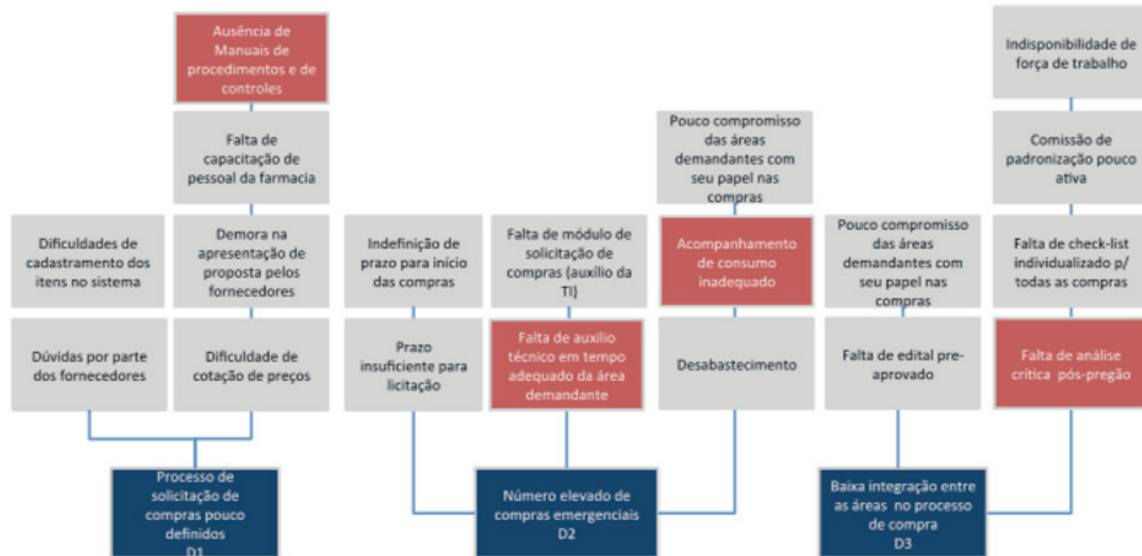 Ausência de
Manuais de
procedimentos e de
controles
Falta de
capacitação de
pessoal da farmacia
Dificuldades de
cadastramento dos
itens no sistema
Demora na
apresentação de
proposta pelos
fornecedores
Dúvidas por parte
dos fornecedores
Dificuldade de
cotação de preços
Processo de
solicitação de
compras pouco
definidos
D1
Indefinição de
prazo para início
das compras
Falta de módulo de
solicitação de
compras (auxílio da
TI)
Pouco compromisso
das áreas
demandantes com
seu papel nas
compras
Acompanhamento
de consumo
inadequado
Prazo
insuficiente para
licitação
Falta de auxilio
técnico em tempo
adequado da área
demandante
Desabastecimento
Número elevado de
compras emergenciais
D2
Indisponibilidade de
força de trabalho
Comissão de
padronização pouco
ativa
Pouco compromisso
das áreas
demandantes com
seu papel nas
compras
Falta de check-list
individualizado p/
todas as compras
Falta de edital pre-
aprovado
Falta de análise
crítica pós-pregão
Baixa integração entre
as áreas no processo
de compra
D3